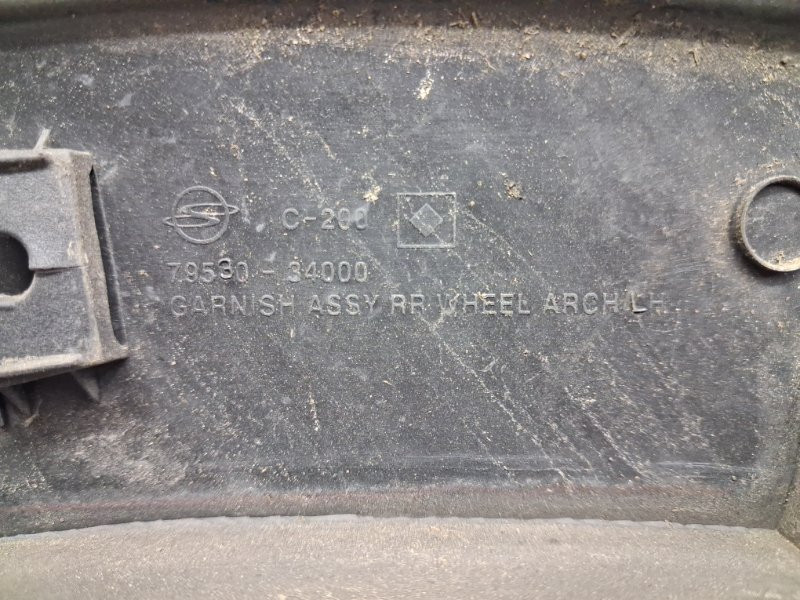 C-200
79530-34000
GARNISH ASSY RR WHEEL ARCH LH